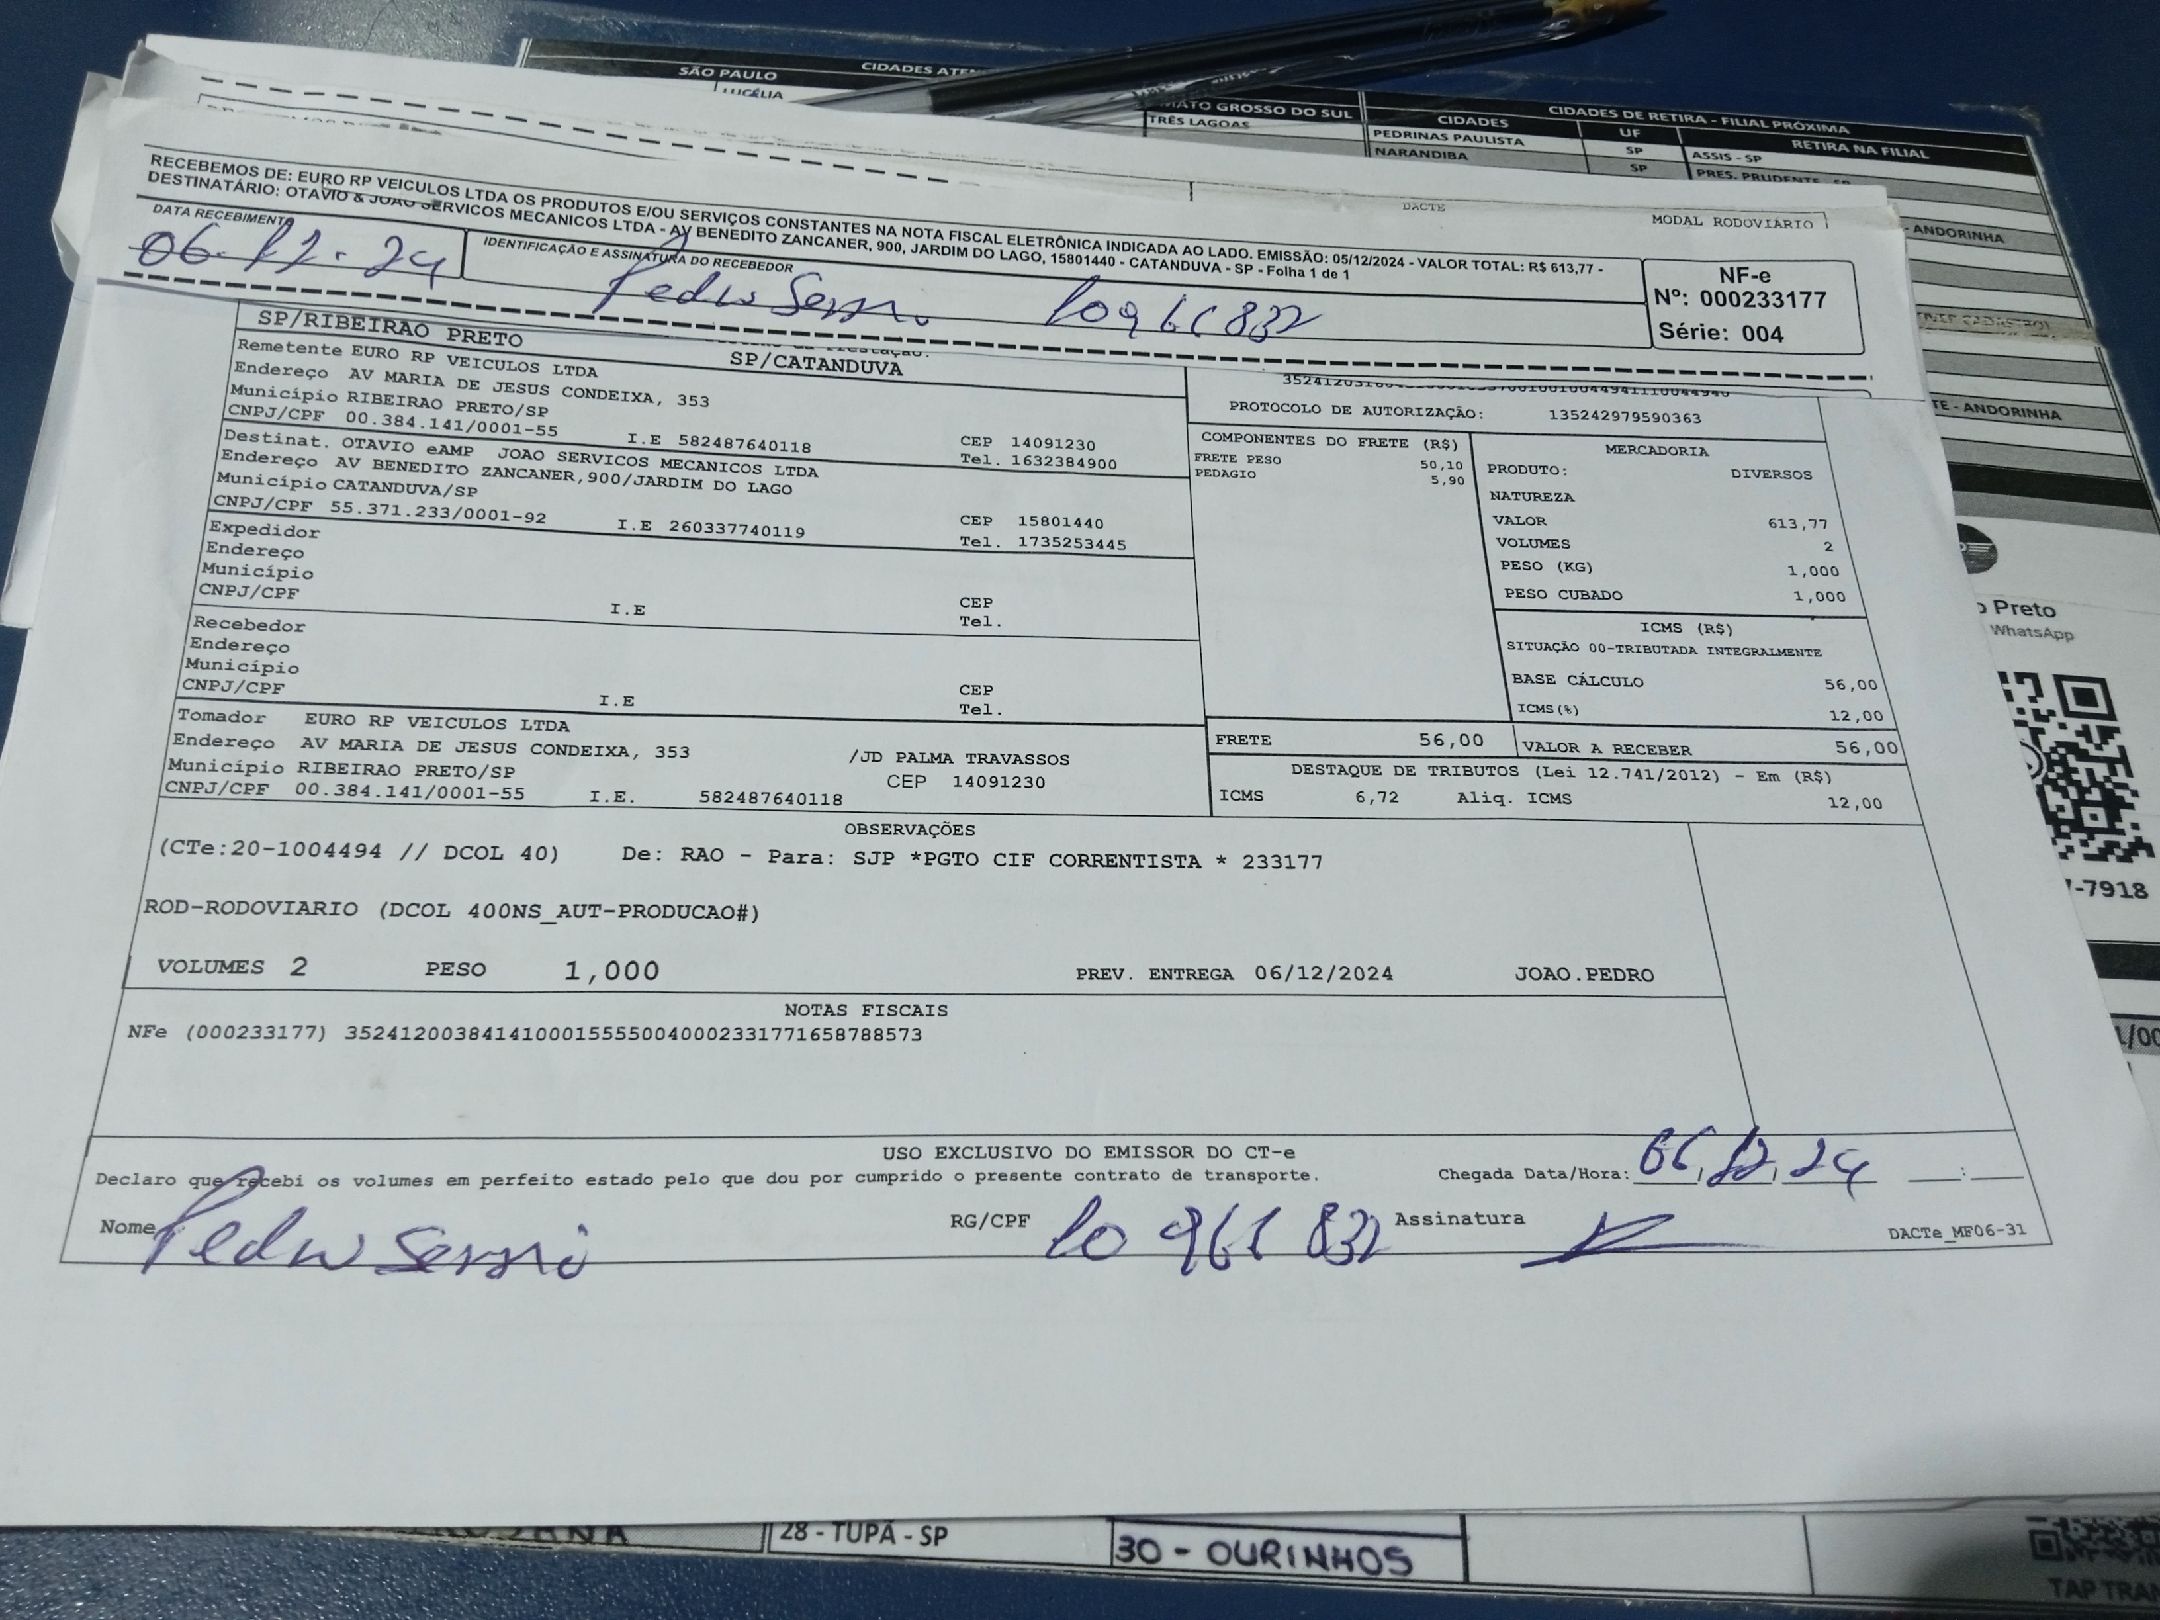 SÃO PAULO
LUCÉLIA
MATO GROSSO DO SUL
TRÊS LAGOAS
CIDADES DE RETIRA - FILIAL PRÓXIMA
CIDADES UF RETIRA NA FILIAL
PEDRINAS PAULISTA SP ASSIS - SP
NARANDIBA SP PRES. PRUDENTE - SP
- ANDORINHA
TE - ANDORINHA
DACTE
MODAL RODOVIÁRIO
RECEBEMOS DE: EURO RP VEICULOS LTDA OS PRODUTOS E/OU SERVIÇOS CONSTANTES NA NOTA FISCAL ELETRÔNICA INDICADA AO LADO. EMISSÃO: 05/12/2024 - VALOR TOTAL: R$ 613,77 -
DESTINATÁRIO: OTAVIO & JOAO SERVICOS MECANICOS LTDA - AV BENEDITO ZANCANER, 900, JARDIM DO LAGO, 15801440 - CATANDUVA - SP - Folha 1 de 1
DATA RECEBIMENTO
06.12.24
IDENTIFICAÇÃO E ASSINATURA DO RECEBEDOR
NF-e
Nº: 000233177
Série: 004
SP/RIBEIRAO PRETO SP/CATANDUVA
Remetente EURO RP VEICULOS LTDA
Endereço AV MARIA DE JESUS CONDEIXA, 353
Município RIBEIRAO PRETO/SP CEP 14091230
CNPJ/CPF 00.384.141/0001-55 I.E 582487640118 Tel. 1632384900
Destinat. OTAVIO eAMP JOAO SERVICOS MECANICOS LTDA
Endereço AV BENEDITO ZANCANER,900/JARDIM DO LAGO
Município CATANDUVA/SP CEP 15801440
CNPJ/CPF 55.371.233/0001-92 I.E 260337740119 Tel. 1735253445
Expedidor
Endereço
Município CEP
CNPJ/CPF I.E Tel.
Recebedor
Endereço
Município CEP
CNPJ/CPF I.E Tel.
Tomador EURO RP VEICULOS LTDA
Endereço AV MARIA DE JESUS CONDEIXA, 353 /JD PALMA TRAVASSOS
Município RIBEIRAO PRETO/SP CEP 14091230
CNPJ/CPF 00.384.141/0001-55 I.E. 582487640118
PROTOCOLO DE AUTORIZAÇÃO: 135242979590363
COMPONENTES DO FRETE (R$)
FRETE PESO 50,10
PEDAGIO 5,90
MERCADORIA
PRODUTO: DIVERSOS
NATUREZA
VALOR 613,77
VOLUMES 2
PESO (KG) 1,000
PESO CUBADO 1,000
ICMS (R$)
SITUAÇÃO 00-TRIBUTADA INTEGRALMENTE
BASE CÁLCULO 56,00
ICMS(%) 12,00
FRETE 56,00 VALOR A RECEBER 56,00
DESTAQUE DE TRIBUTOS (Lei 12.741/2012) - Em (R$)
ICMS 6,72 Aliq. ICMS 12,00
OBSERVAÇÕES
(CTe:20-1004494 // DCOL 40) De: RAO - Para: SJP *PGTO CIF CORRENTISTA * 233177
ROD-RODOVIARIO (DCOL 400NS_AUT-PRODUCAO#)
VOLUMES 2 PESO 1,000 PREV. ENTREGA 06/12/2024 JOAO.PEDRO
NOTAS FISCAIS
NFe (000233177) 35241200384141000155550040002331771658788573
USO EXCLUSIVO DO EMISSOR DO CT-e
Declaro que recebi os volumes em perfeito estado pelo que dou por cumprido o presente contrato de transporte. Chegada Data/Hora: 06,12,24 :
Nome Pedro RG/CPF Assinatura
DACTe_MF06-31
o Preto
WhatsApp
7-7918
28 - TUPÃ - SP
30 - OURINHOS
TAP TRAN